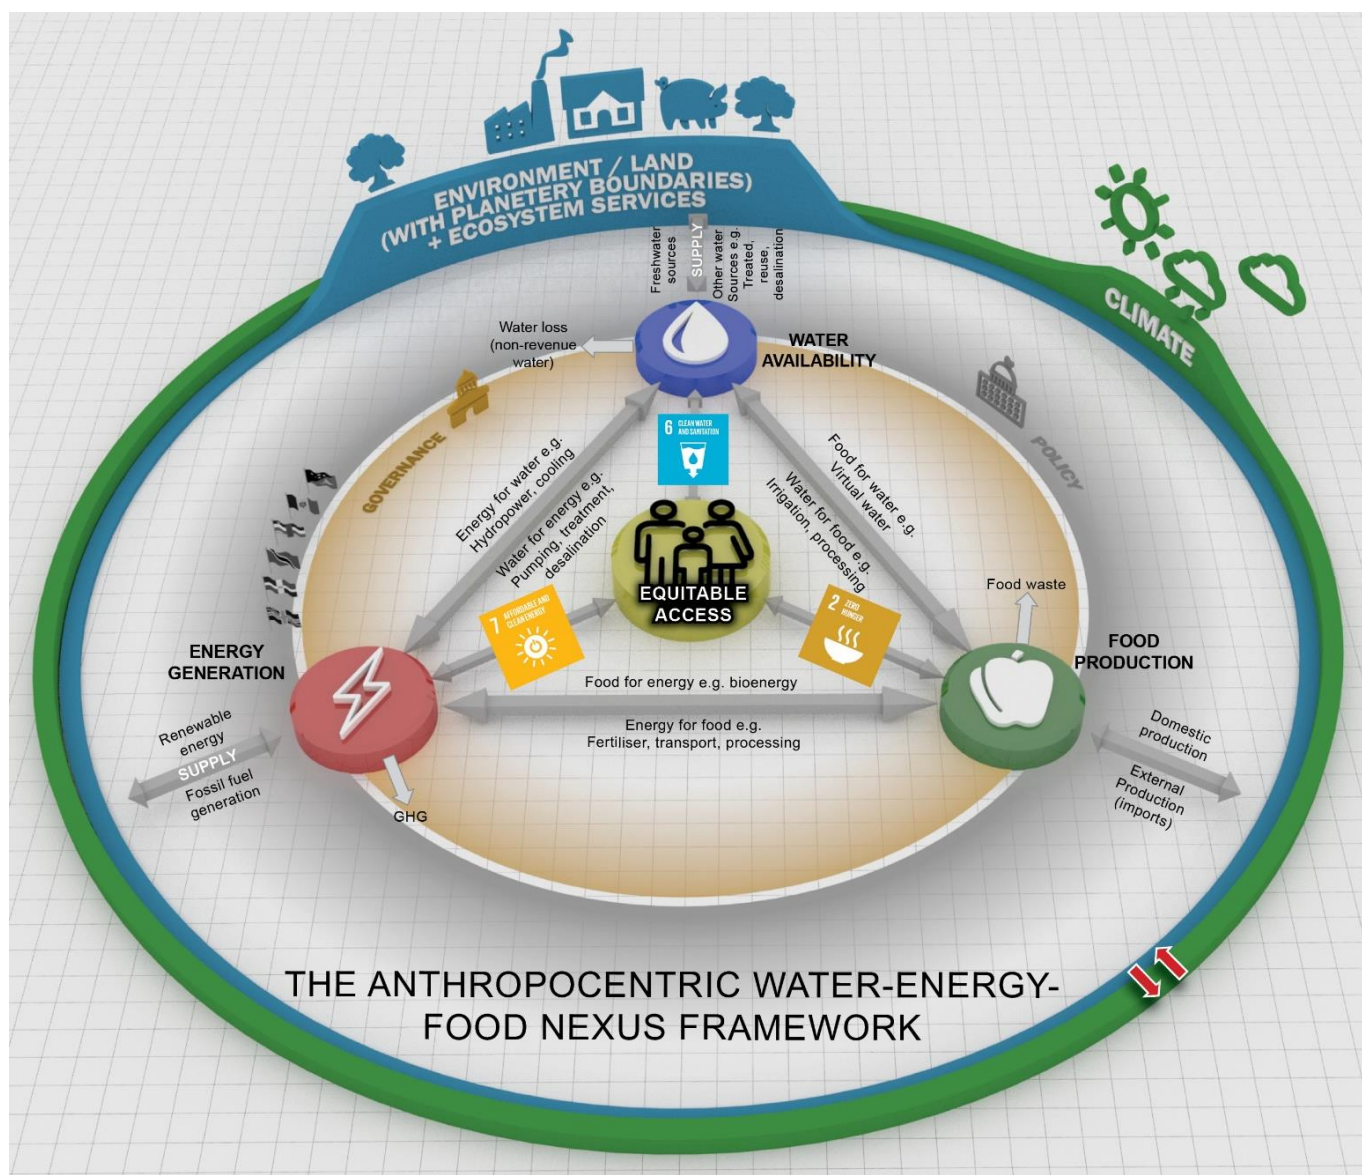 ENVIRONMENT / LAND
(WITH PLANETERY BOUNDARIES)
+ ECOSYSTEM SERVICES
CLIMATE
Freshwater
sources
SUPPLY
Other water
Sources e.g.
Treated,
reuse,
desalination
Water loss
(non-revenue
water)
WATER
AVAILABILITY
GOVERNANCE
POLICY
6 CLEAN WATER
AND SANITATION
Energy for water e.g.
Hydropower, cooling
Water for energy e.g.
Pumping, treatment,
desalination
Food for water e.g.
Virtual water
Water for food e.g.
Irrigation, processing
EQUITABLE
ACCESS
7 AFFORDABLE AND
CLEAN ENERGY
2 ZERO
HUNGER
Food waste
ENERGY
GENERATION
FOOD
PRODUCTION
Food for energy e.g. bioenergy
Energy for food e.g.
Fertiliser, transport, processing
Renewable
energy
SUPPLY
Fossil fuel
generation
GHG
Domestic
production
External
Production
(imports)
THE ANTHROPOCENTRIC WATER-ENERGY-
FOOD NEXUS FRAMEWORK